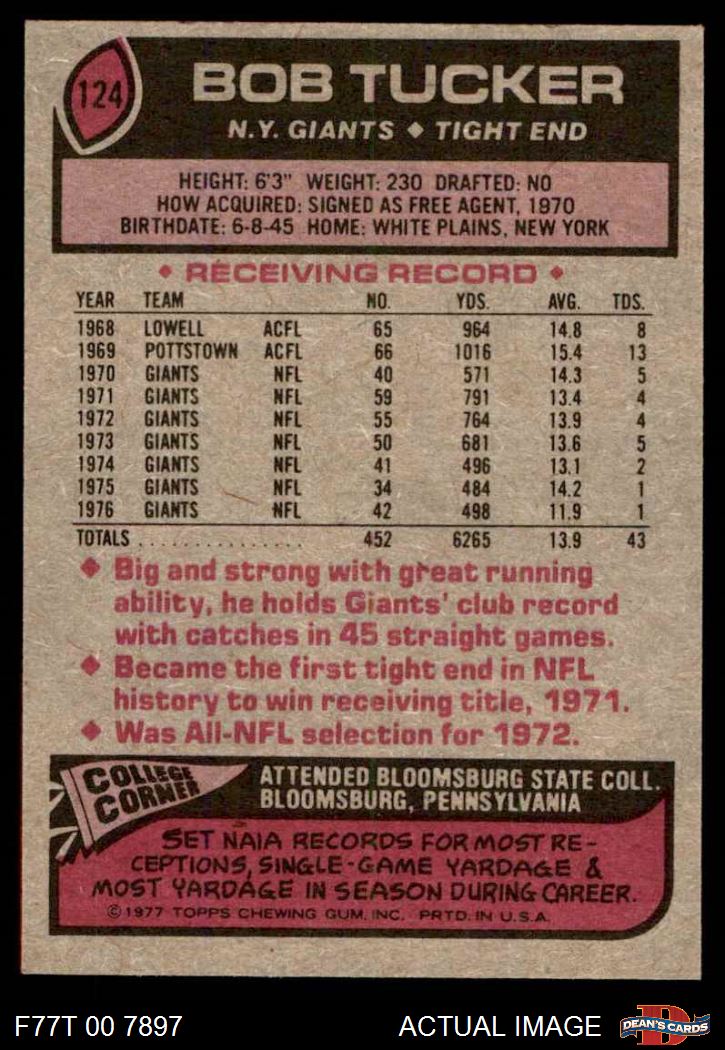 124
BOB TUCKER
N.Y. GIANTS ◆ TIGHT END
HEIGHT: 6'3" WEIGHT: 230 DRAFTED: NO
HOW ACQUIRED: SIGNED AS FREE AGENT, 1970
BIRTHDATE: 6-8-45 HOME: WHITE PLAINS, NEW YORK
◆ RECEIVING RECORD ◆
YEAR TEAM NO. YDS. AVG. TDS.
1968 LOWELL ACFL 65 964 14.8 8
1969 POTTSTOWN ACFL 66 1016 15.4 13
1970 GIANTS NFL 40 571 14.3 5
1971 GIANTS NFL 59 791 13.4 4
1972 GIANTS NFL 55 764 13.9 4
1973 GIANTS NFL 50 681 13.6 5
1974 GIANTS NFL 41 496 13.1 2
1975 GIANTS NFL 34 484 14.2 1
1976 GIANTS NFL 42 498 11.9 1
TOTALS . . . . . . . . . . . . . . . 452 6265 13.9 43
◆ Big and strong with great running
ability, he holds Giants' club record
with catches in 45 straight games.
◆ Became the first tight end in NFL
history to win receiving title, 1971.
◆ Was All-NFL selection for 1972.
COLLEGE
CORNER
ATTENDED BLOOMSBURG STATE COLL.
BLOOMSBURG, PENNSYLVANIA
SET NAIA RECORDS FOR MOST RE-
CEPTIONS, SINGLE-GAME YARDAGE &
MOST YARDAGE IN SEASON DURING CAREER.
©1977 TOPPS CHEWING GUM, INC. PRTD. IN U.S.A.
F77T 00 7897 ACTUAL IMAGE
D
DEAN'S CARDS